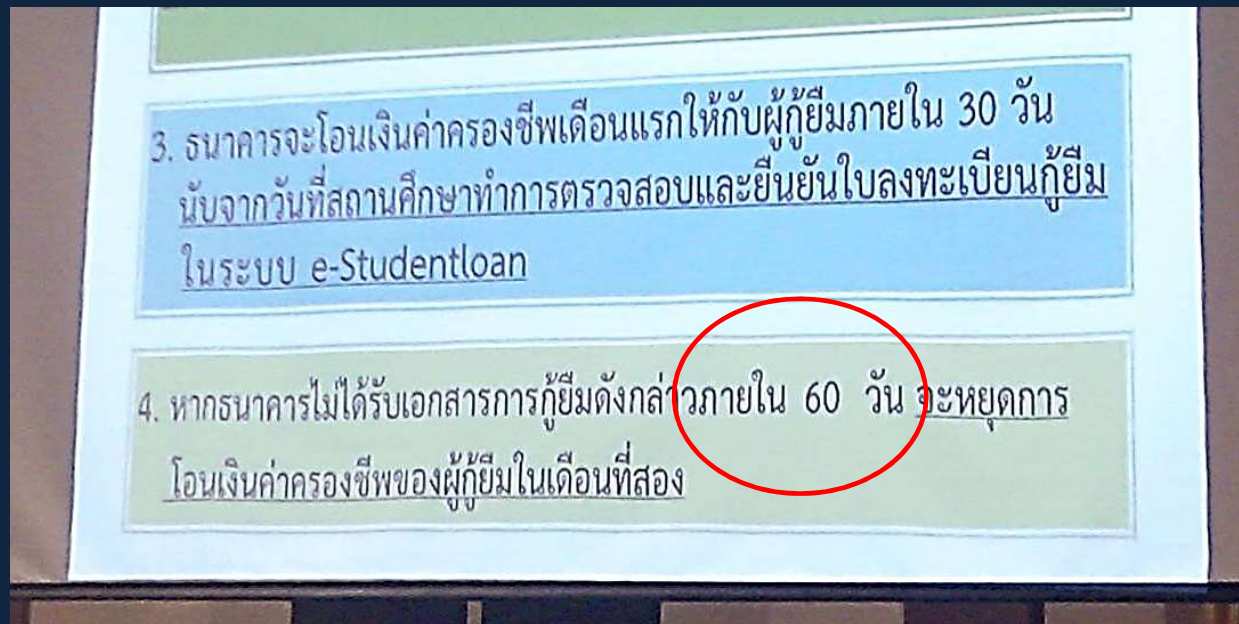 3. ธนาคารจะโอนเงินค่าครองชีพเดือนแรกให้กับผู้กู้ยืมภายใน 30 วัน
นับจากวันที่สถานศึกษาทำการตรวจสอบและยืนยันใบลงทะเบียนกู้ยืม
ในระบบ e-Studentloan
4. หากธนาคารไม่ได้รับเอกสารการกู้ยืมดังกล่าวภายใน 60 วัน จะหยุดการ
โอนเงินค่าครองชีพของผู้กู้ยืมในเดือนที่สอง